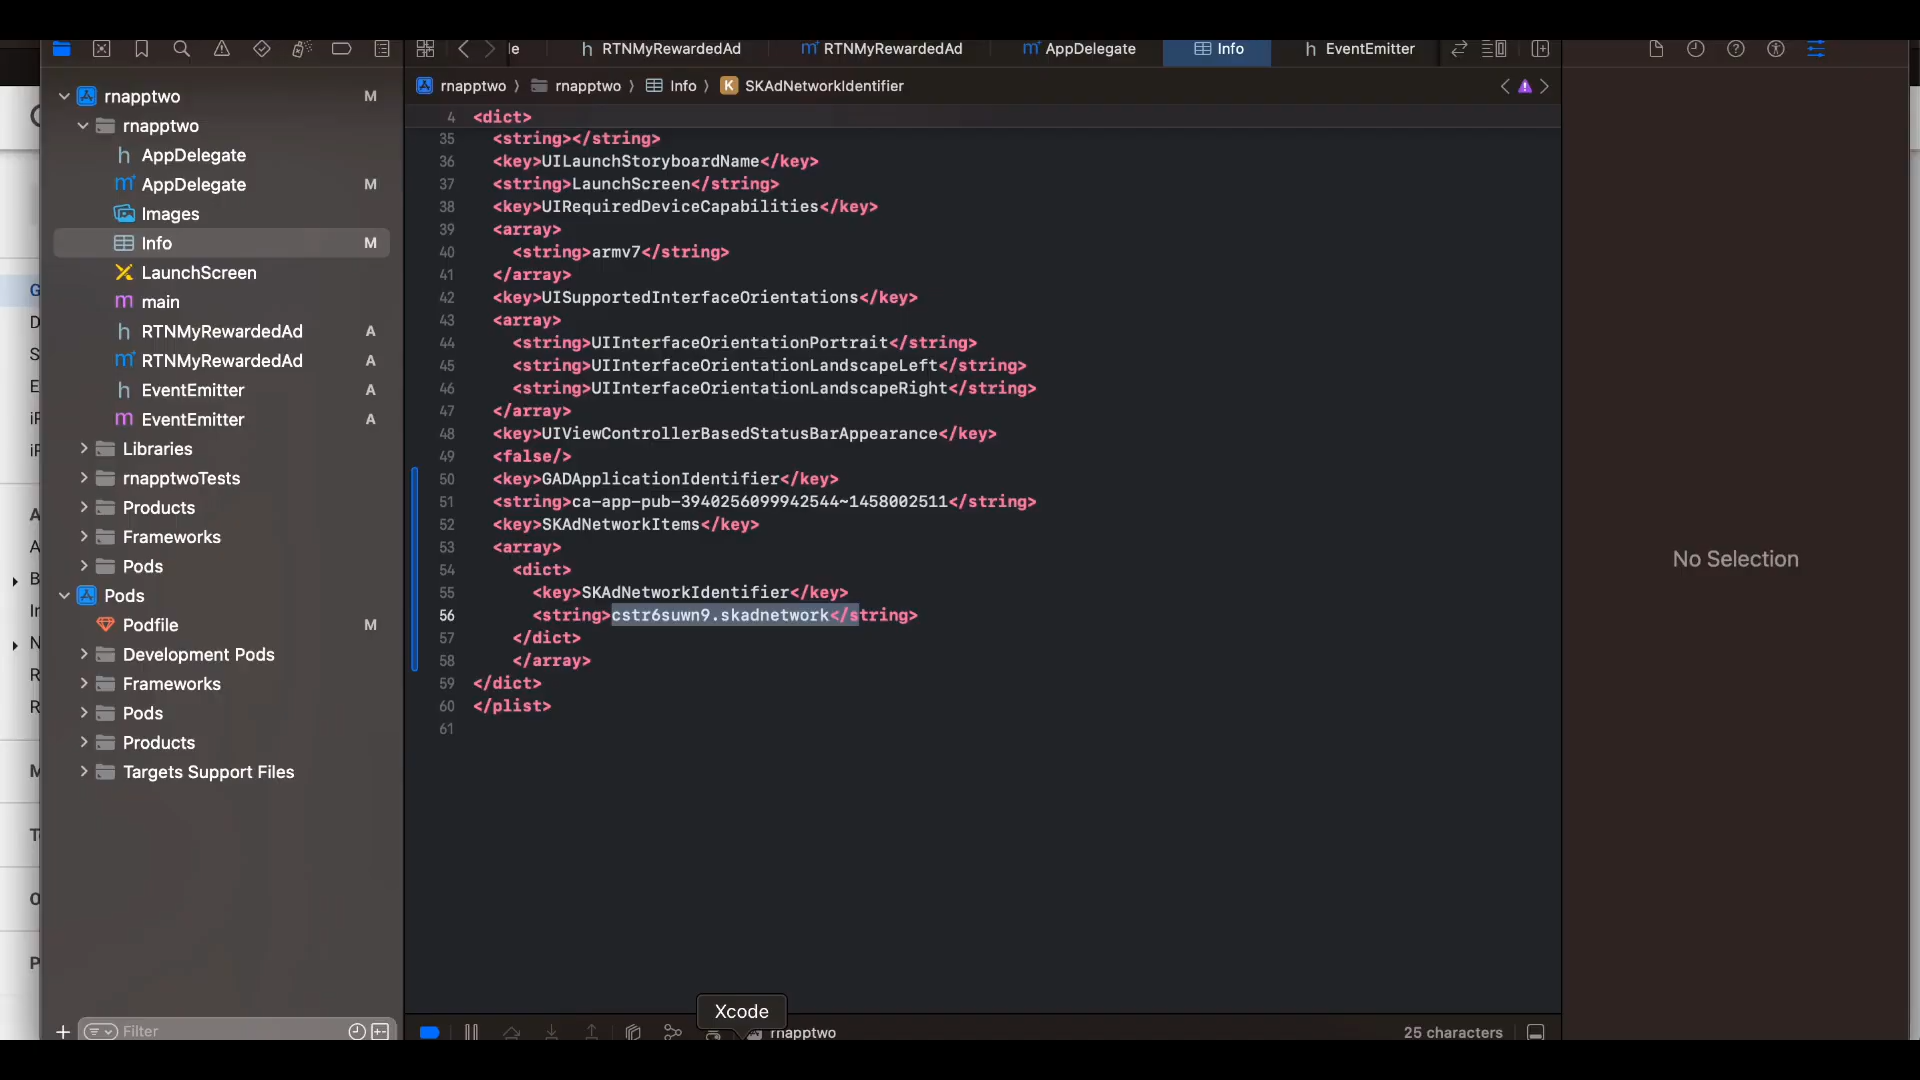 le
RTNMyRewardedAd
RTNMyRewardedAd
AppDelegate
Info
EventEmitter
rnapptwo
M
rnapptwo
AppDelegate
AppDelegate
M
Images
Info
M
LaunchScreen
main
RTNMyRewardedAd
A
RTNMyRewardedAd
A
EventEmitter
A
EventEmitter
A
Libraries
rnapptwoTests
Products
Frameworks
Pods
Pods
Podfile
M
Development Pods
Frameworks
Pods
Products
Targets Support Files
Filter
rnapptwo ⟩ rnapptwo ⟩ Info ⟩ K SKAdNetworkIdentifier
4 <dict>
35 <string></string>
36 <key>UILaunchStoryboardName</key>
37 <string>LaunchScreen</string>
38 <key>UIRequiredDeviceCapabilities</key>
39 <array>
40 <string>armv7</string>
41 </array>
42 <key>UISupportedInterfaceOrientations</key>
43 <array>
44 <string>UIInterfaceOrientationPortrait</string>
45 <string>UIInterfaceOrientationLandscapeLeft</string>
46 <string>UIInterfaceOrientationLandscapeRight</string>
47 </array>
48 <key>UIViewControllerBasedStatusBarAppearance</key>
49 <false/>
50 <key>GADApplicationIdentifier</key>
51 <string>ca-app-pub-3940256099942544~1458002511</string>
52 <key>SKAdNetworkItems</key>
53 <array>
54 <dict>
55 <key>SKAdNetworkIdentifier</key>
56 <string>cstr6suwn9.skadnetwork</string>
57 </dict>
58 </array>
59 </dict>
60 </plist>
61
No Selection
Xcode
rnapptwo
25 characters